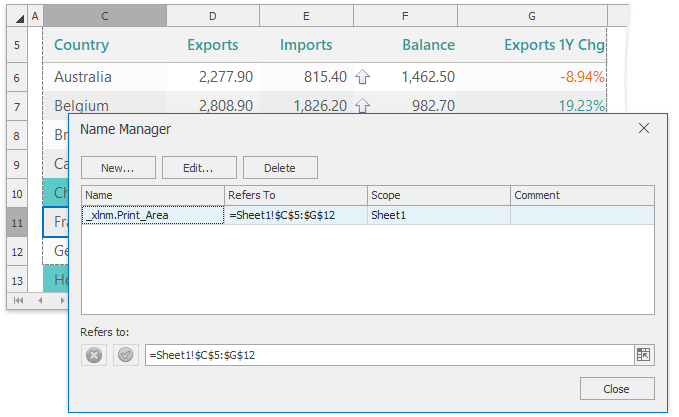 A C D E F G
5 Country Exports Imports Balance Exports 1Y Chg
6 Australia 2,277.90 815.40 1,462.50 -8.94%
7 Belgium 2,808.90 1,826.20 982.70 19.23%
8 Br
9 Ca
10 Ch
11 Fra
12 Ge
13 Ho
Name Manager
New... Edit... Delete
Name Refers To Scope Comment
_xlnm.Print_Area =Sheet1!$C$5:$G$12 Sheet1
Refers to:
=Sheet1!$C$5:$G$12
Close